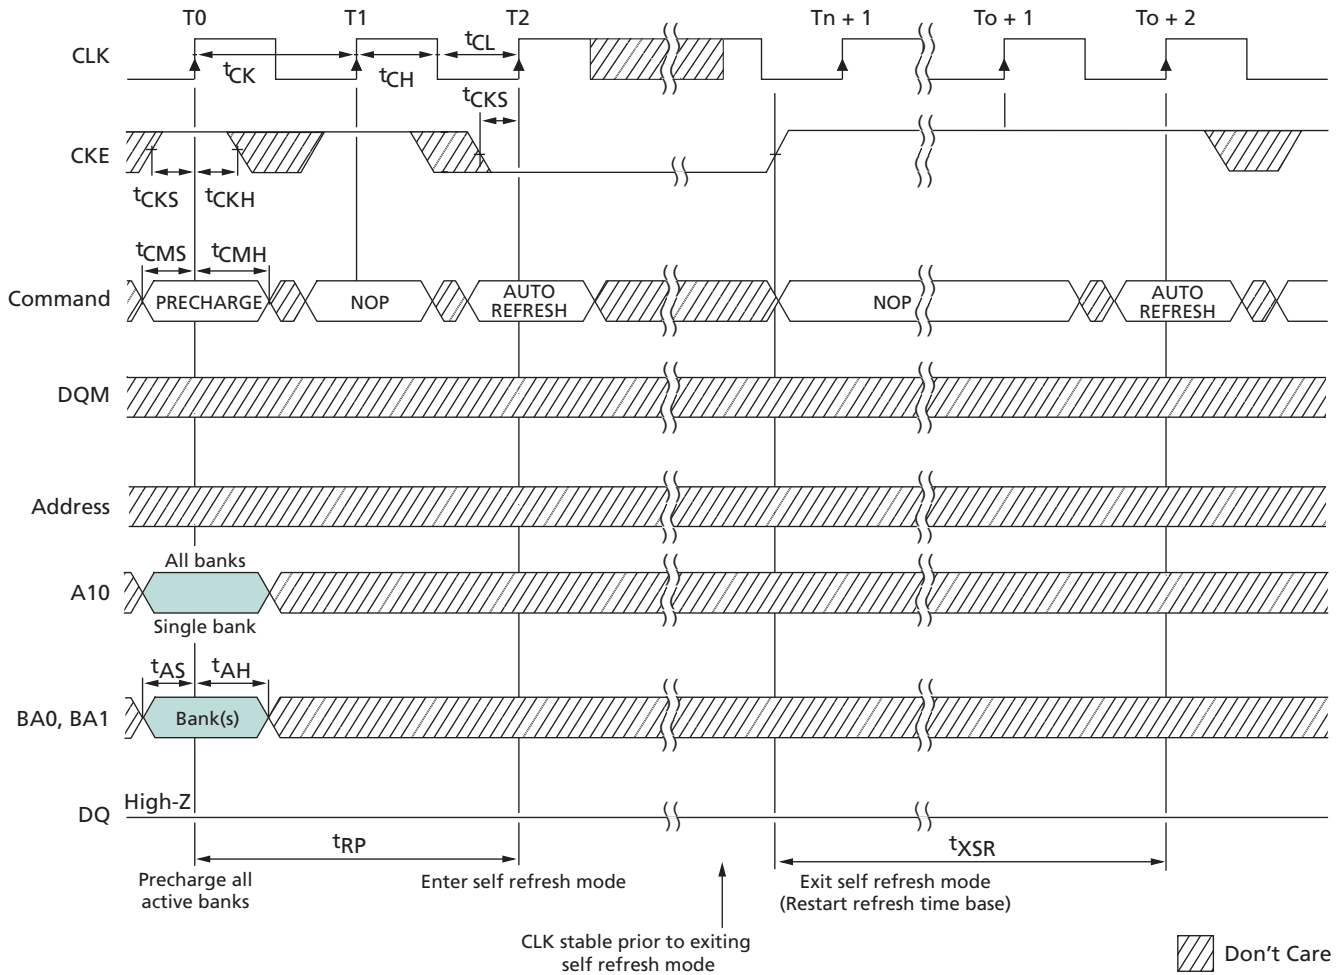 T0 T1 T2 Tn + 1 To + 1 To + 2
CLK
tCK tCH tCL
tCKS
CKE
tCKS tCKH
tCMS tCMH
Command PRECHARGE NOP AUTO REFRESH NOP AUTO REFRESH
DQM
Address
All banks
A10
Single bank
tAS tAH
BA0, BA1 Bank(s)
High-Z
DQ
tRP tXSR
Precharge all
active banks
Enter self refresh mode
Exit self refresh mode
(Restart refresh time base)
CLK stable prior to exiting
self refresh mode
Don't Care